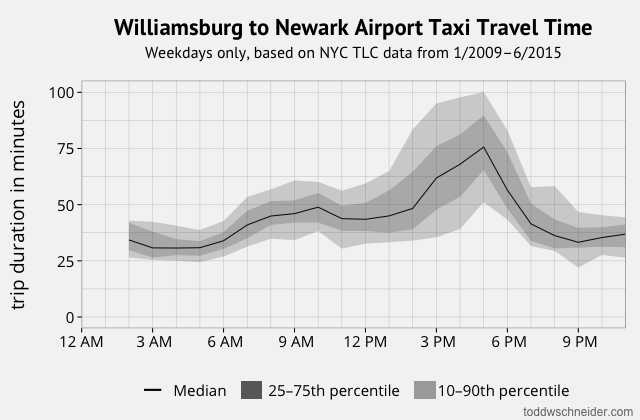 Williamsburg to Newark Airport Taxi Travel Time
Weekdays only, based on NYC TLC data from 1/2009–6/2015
trip duration in minutes
100
75
50
25
0
12 AM 3 AM 6 AM 9 AM 12 PM 3 PM 6 PM 9 PM
Median 25–75th percentile 10–90th percentile
toddwschneider.com